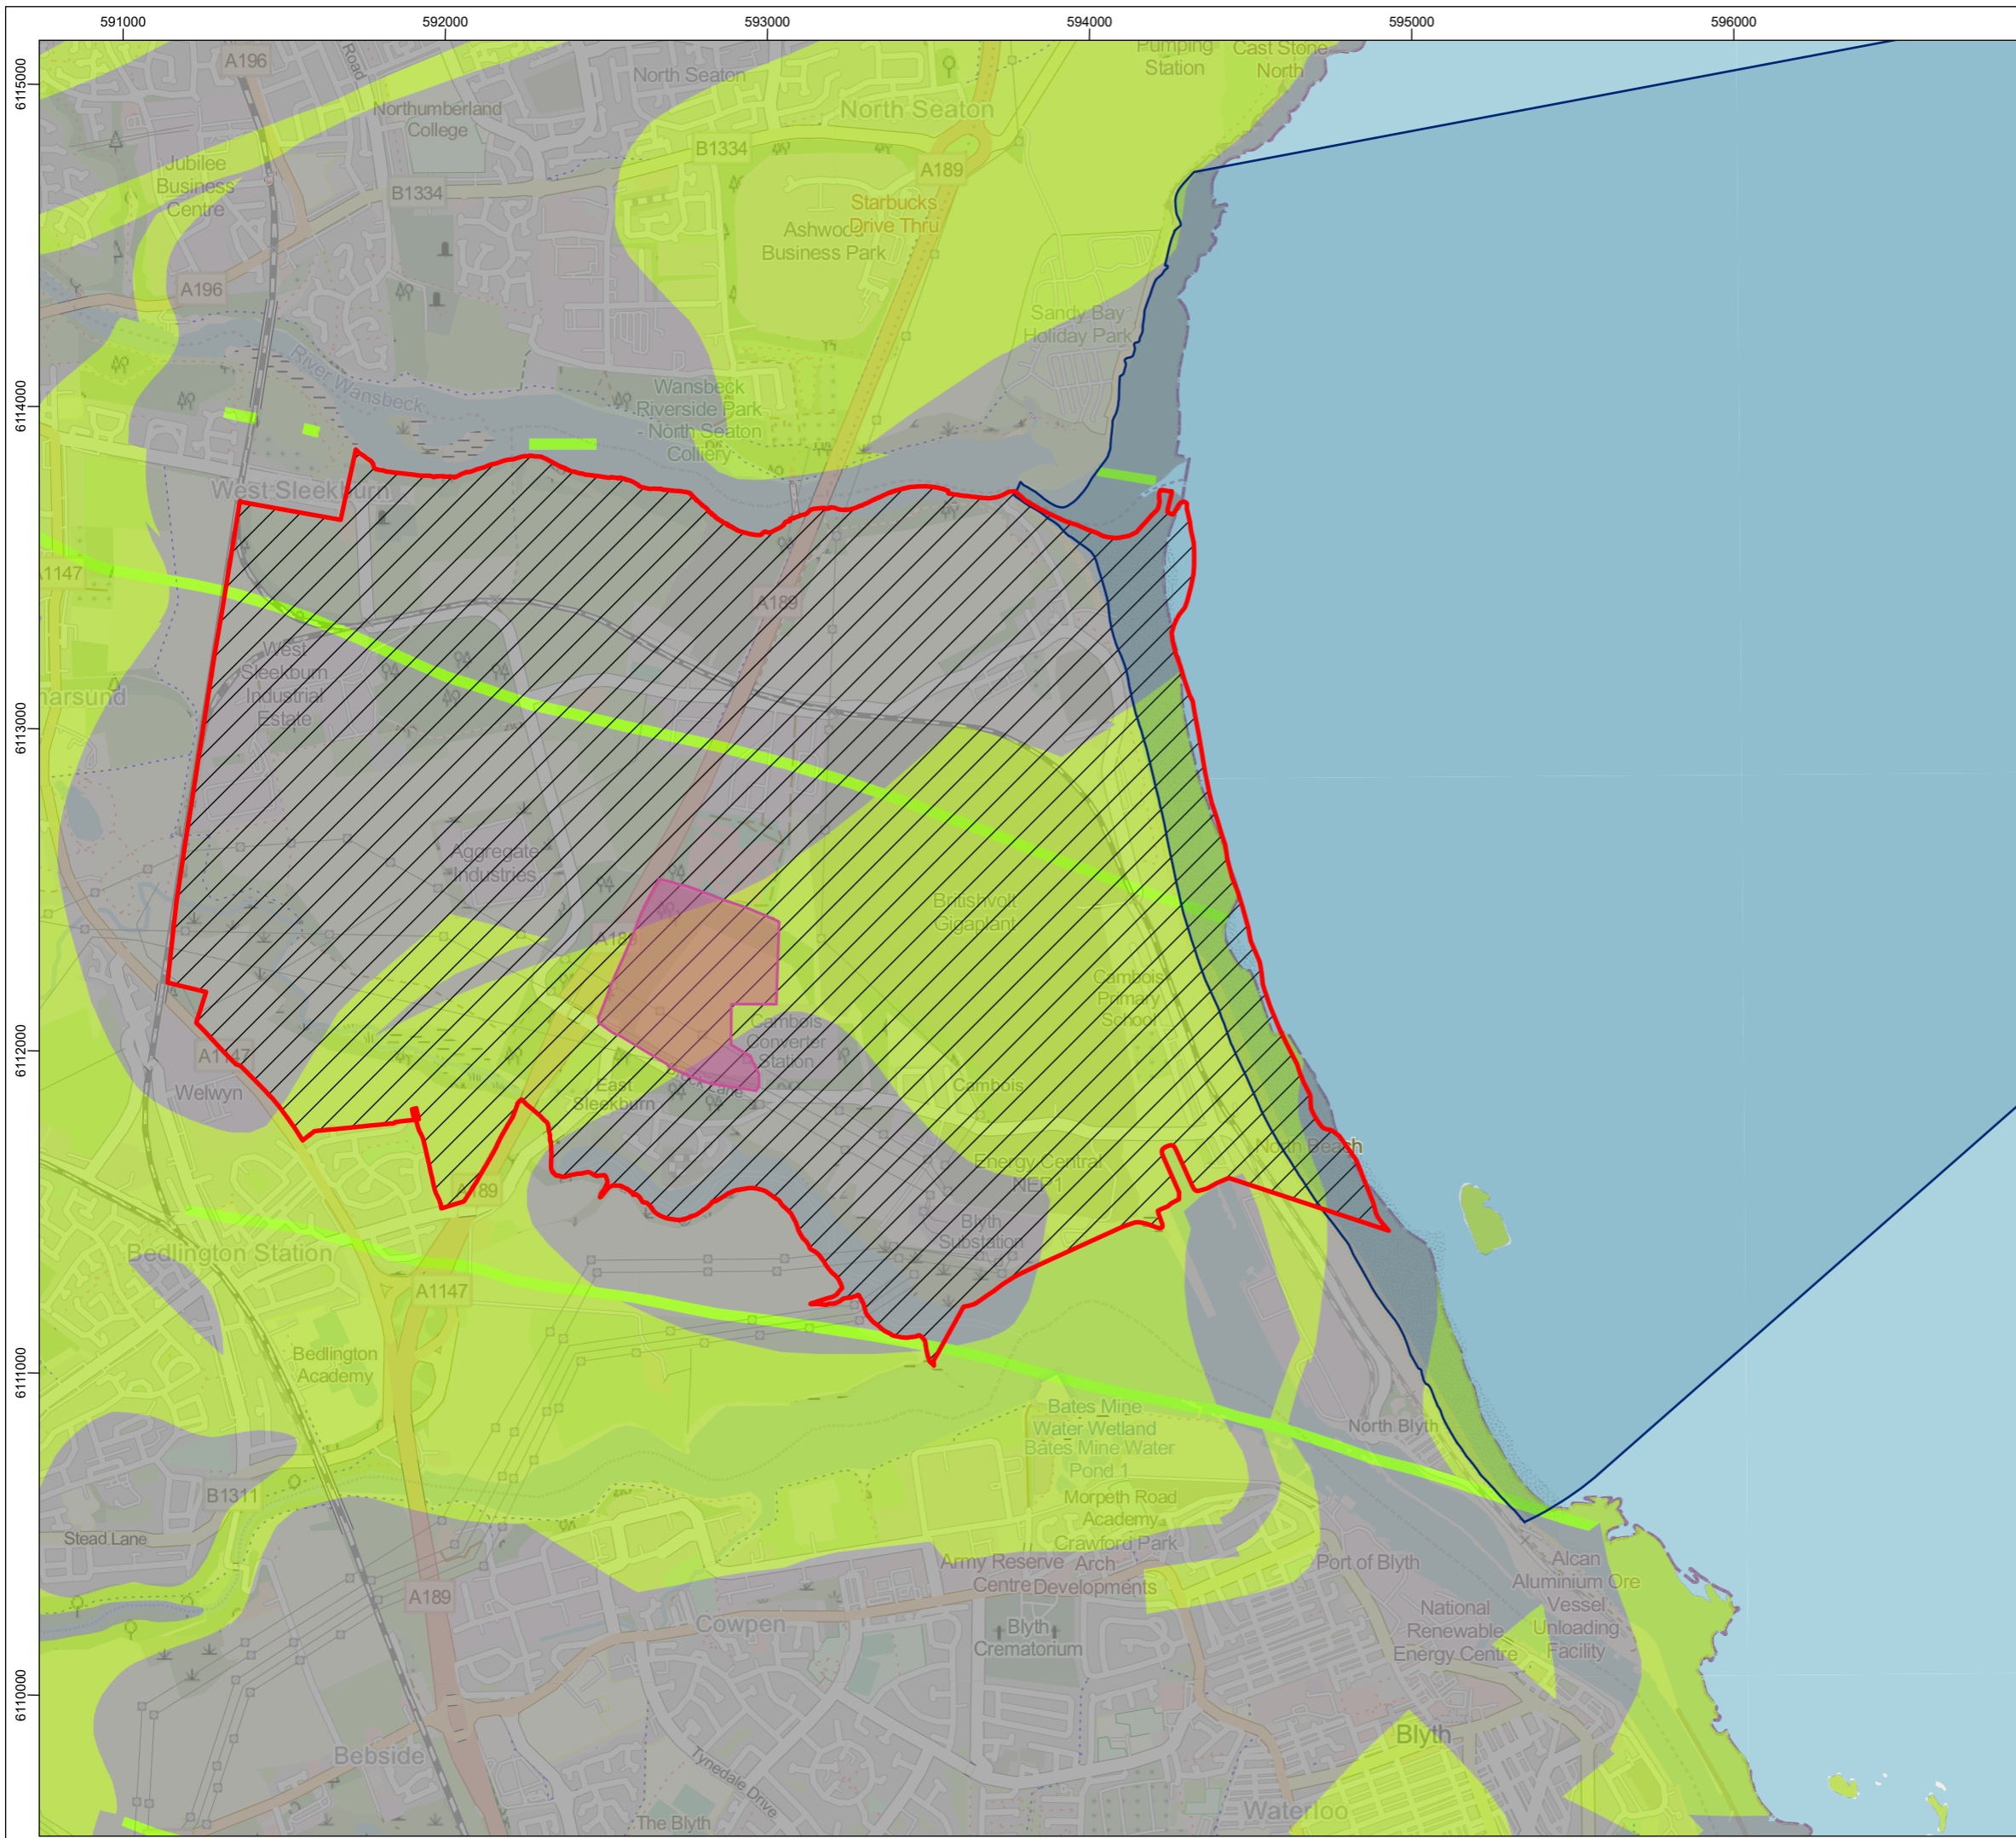 591000
592000
593000
594000
595000
596000
6115000
6114000
6113000
6112000
6111000
6110000
A196
Road
North Seaton
Pumping
Station
Cast Stone
North
Northumberland
College
North Seaton
B1334
A189
Jubilee
Business
Centre
B1334
Starbucks
Drive Thru
Ashwood
Business Park
A196
Sandy Bay
Holiday Park
River Wansbeck
Wansbeck
Riverside Park
- North Seaton
Colliery
West Sleekburn
A1147
A189
West
Sleekburn
Industrial
Estate
Aggregate
Industries
Britishvolt
Gigaplant
A189
Cambois
Primary
School
Cambois
Converter
Station
A1147
Welwyn
East
Sleekburn
Cambois
North Beach
Energy Central
A189
Blyth
Substation
Bedlington Station
A1147
Bedlington
Academy
Bates Mine
Water Wetland
Bates Mine Water
Pond 1
North Blyth
B1311
Morpeth Road
Academy
Crawford Park
Stead Lane
Army Reserve
Centre
Arch
Developments
Port of Blyth
Alcan
Aluminium Ore
Vessel
Unloading
Facility
A189
Cowpen
Blyth
Crematorium
National
Renewable
Energy Centre
Bebside
Tynedale Drive
Blyth
The Blyth
Waterloo